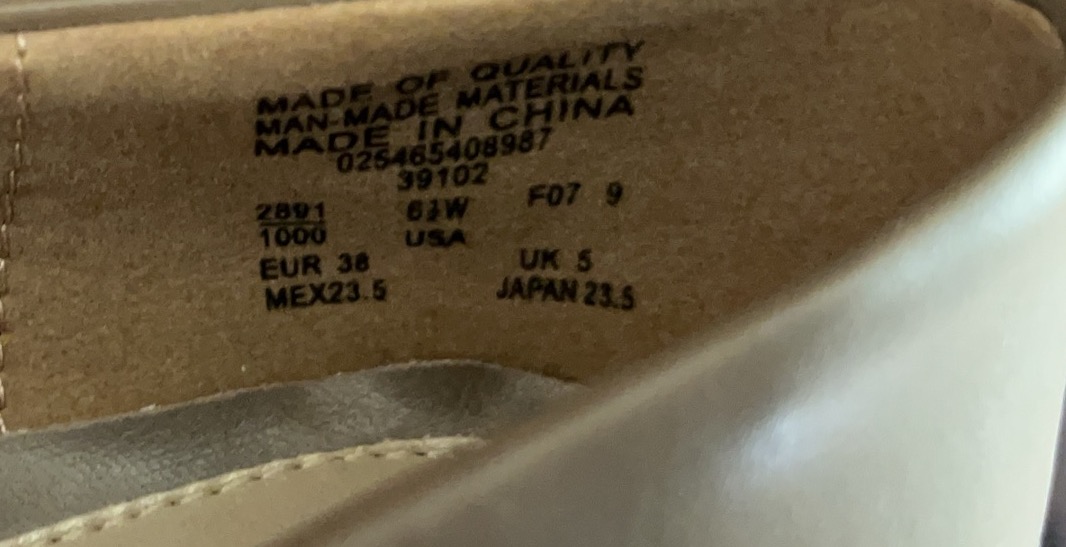 MADE OF QUALITY
MAN-MADE MATERIALS
MADE IN CHINA
025465408987
39102
2891 6½W F07 9
1000 USA
EUR 38 UK 5
MEX23.5 JAPAN 23.5